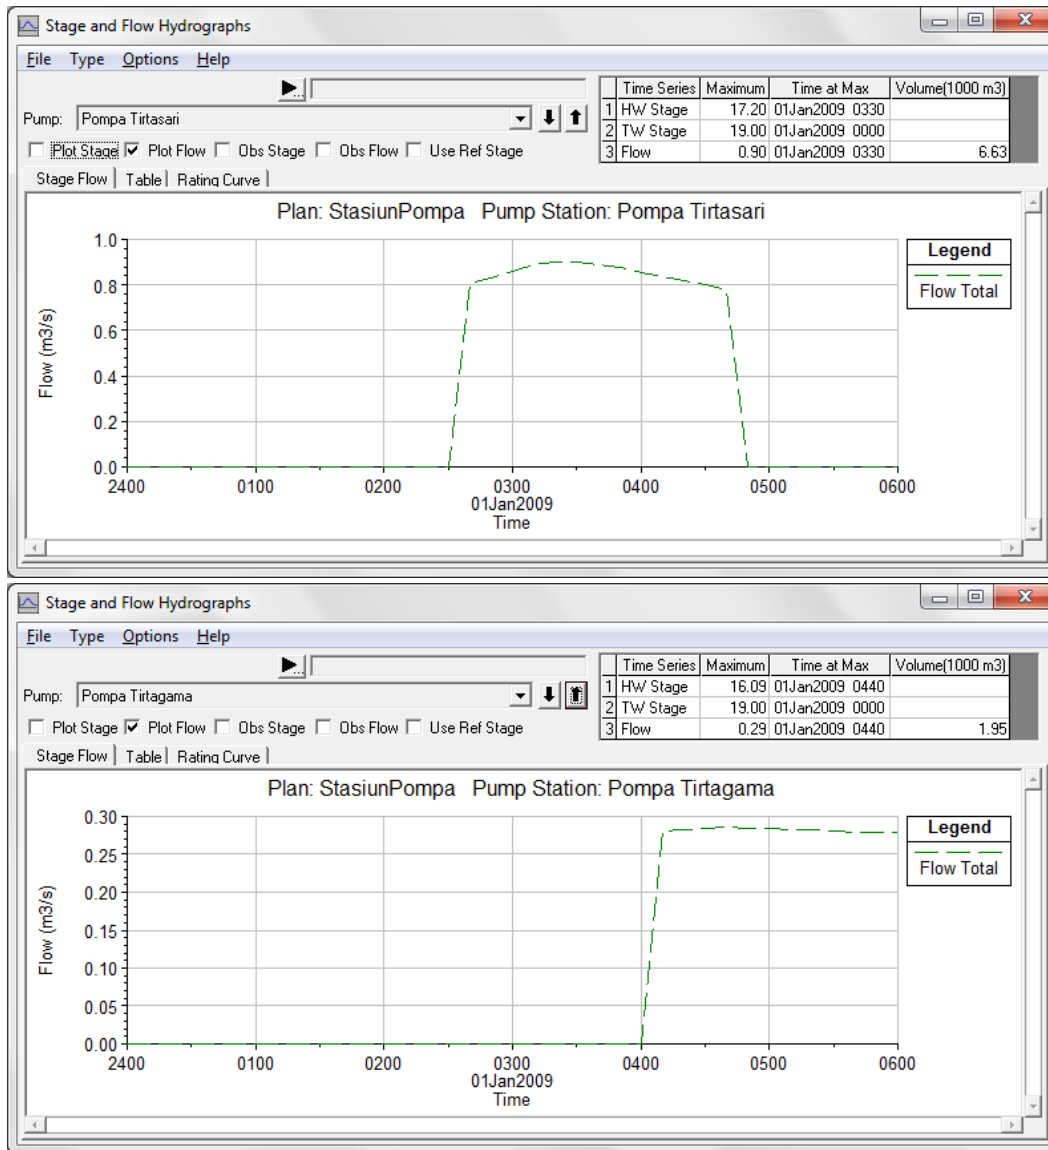 Stage and Flow Hydrographs
File Type Options Help
Pump: Pompa Tirtasari
Plot Stage Plot Flow Obs Stage Obs Flow Use Ref Stage
Time Series Maximum Time at Max Volume(1000 m3)
1 HW Stage 17.20 01Jan2009 0330
2 TW Stage 19.00 01Jan2009 0000
3 Flow 0.90 01Jan2009 0330 6.63
Stage Flow Table Rating Curve
Plan: StasiunPompa Pump Station: Pompa Tirtasari
Flow (m3/s)
1.0
0.8
0.6
0.4
0.2
0.0
2400 0100 0200 0300 0400 0500 0600
01Jan2009
Time
Legend
Flow Total
Stage and Flow Hydrographs
File Type Options Help
Pump: Pompa Tirtagama
Plot Stage Plot Flow Obs Stage Obs Flow Use Ref Stage
Time Series Maximum Time at Max Volume(1000 m3)
1 HW Stage 16.09 01Jan2009 0440
2 TW Stage 19.00 01Jan2009 0000
3 Flow 0.29 01Jan2009 0440 1.95
Stage Flow Table Rating Curve
Plan: StasiunPompa Pump Station: Pompa Tirtagama
Flow (m3/s)
0.30
0.25
0.20
0.15
0.10
0.05
0.00
2400 0100 0200 0300 0400 0500 0600
01Jan2009
Time
Legend
Flow Total